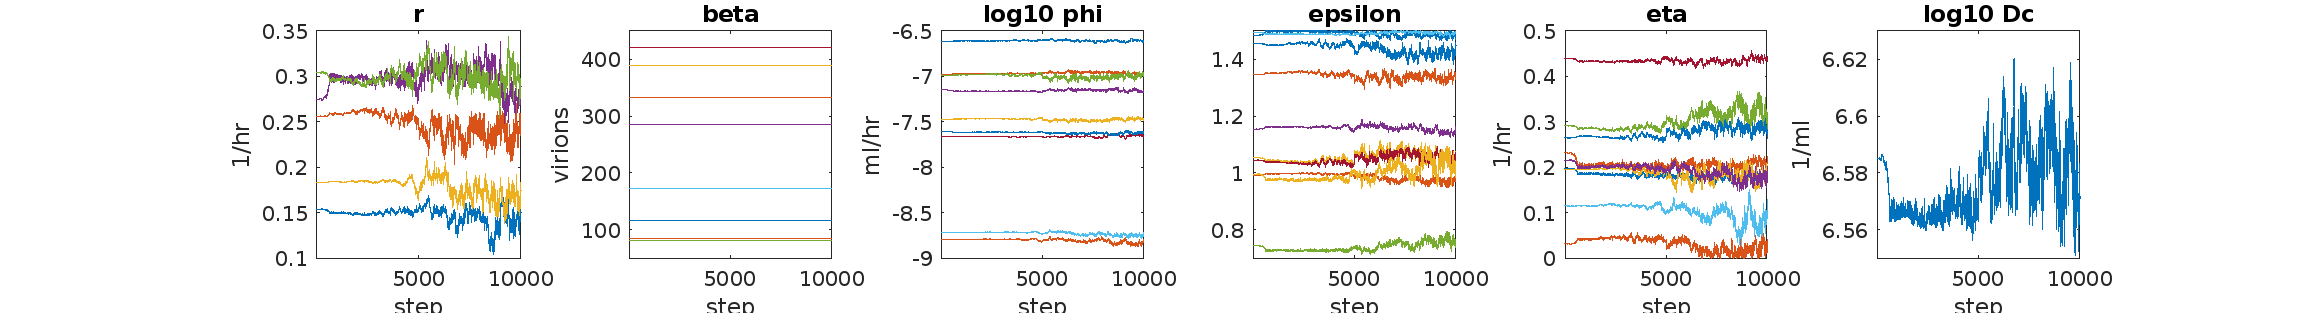 r
1/hr
0.35
0.3
0.25
0.2
0.15
0.1
5000
10000
step
beta
virions
400
300
200
100
5000
10000
step
log10 phi
ml/hr
-6.5
-7
-7.5
-8
-8.5
-9
5000
10000
step
epsilon
1.4
1.2
1
0.8
5000
10000
step
eta
1/hr
0.5
0.4
0.3
0.2
0.1
0
5000
10000
step
log10 Dc
1/ml
6.62
6.6
6.58
6.56
5000
10000
step